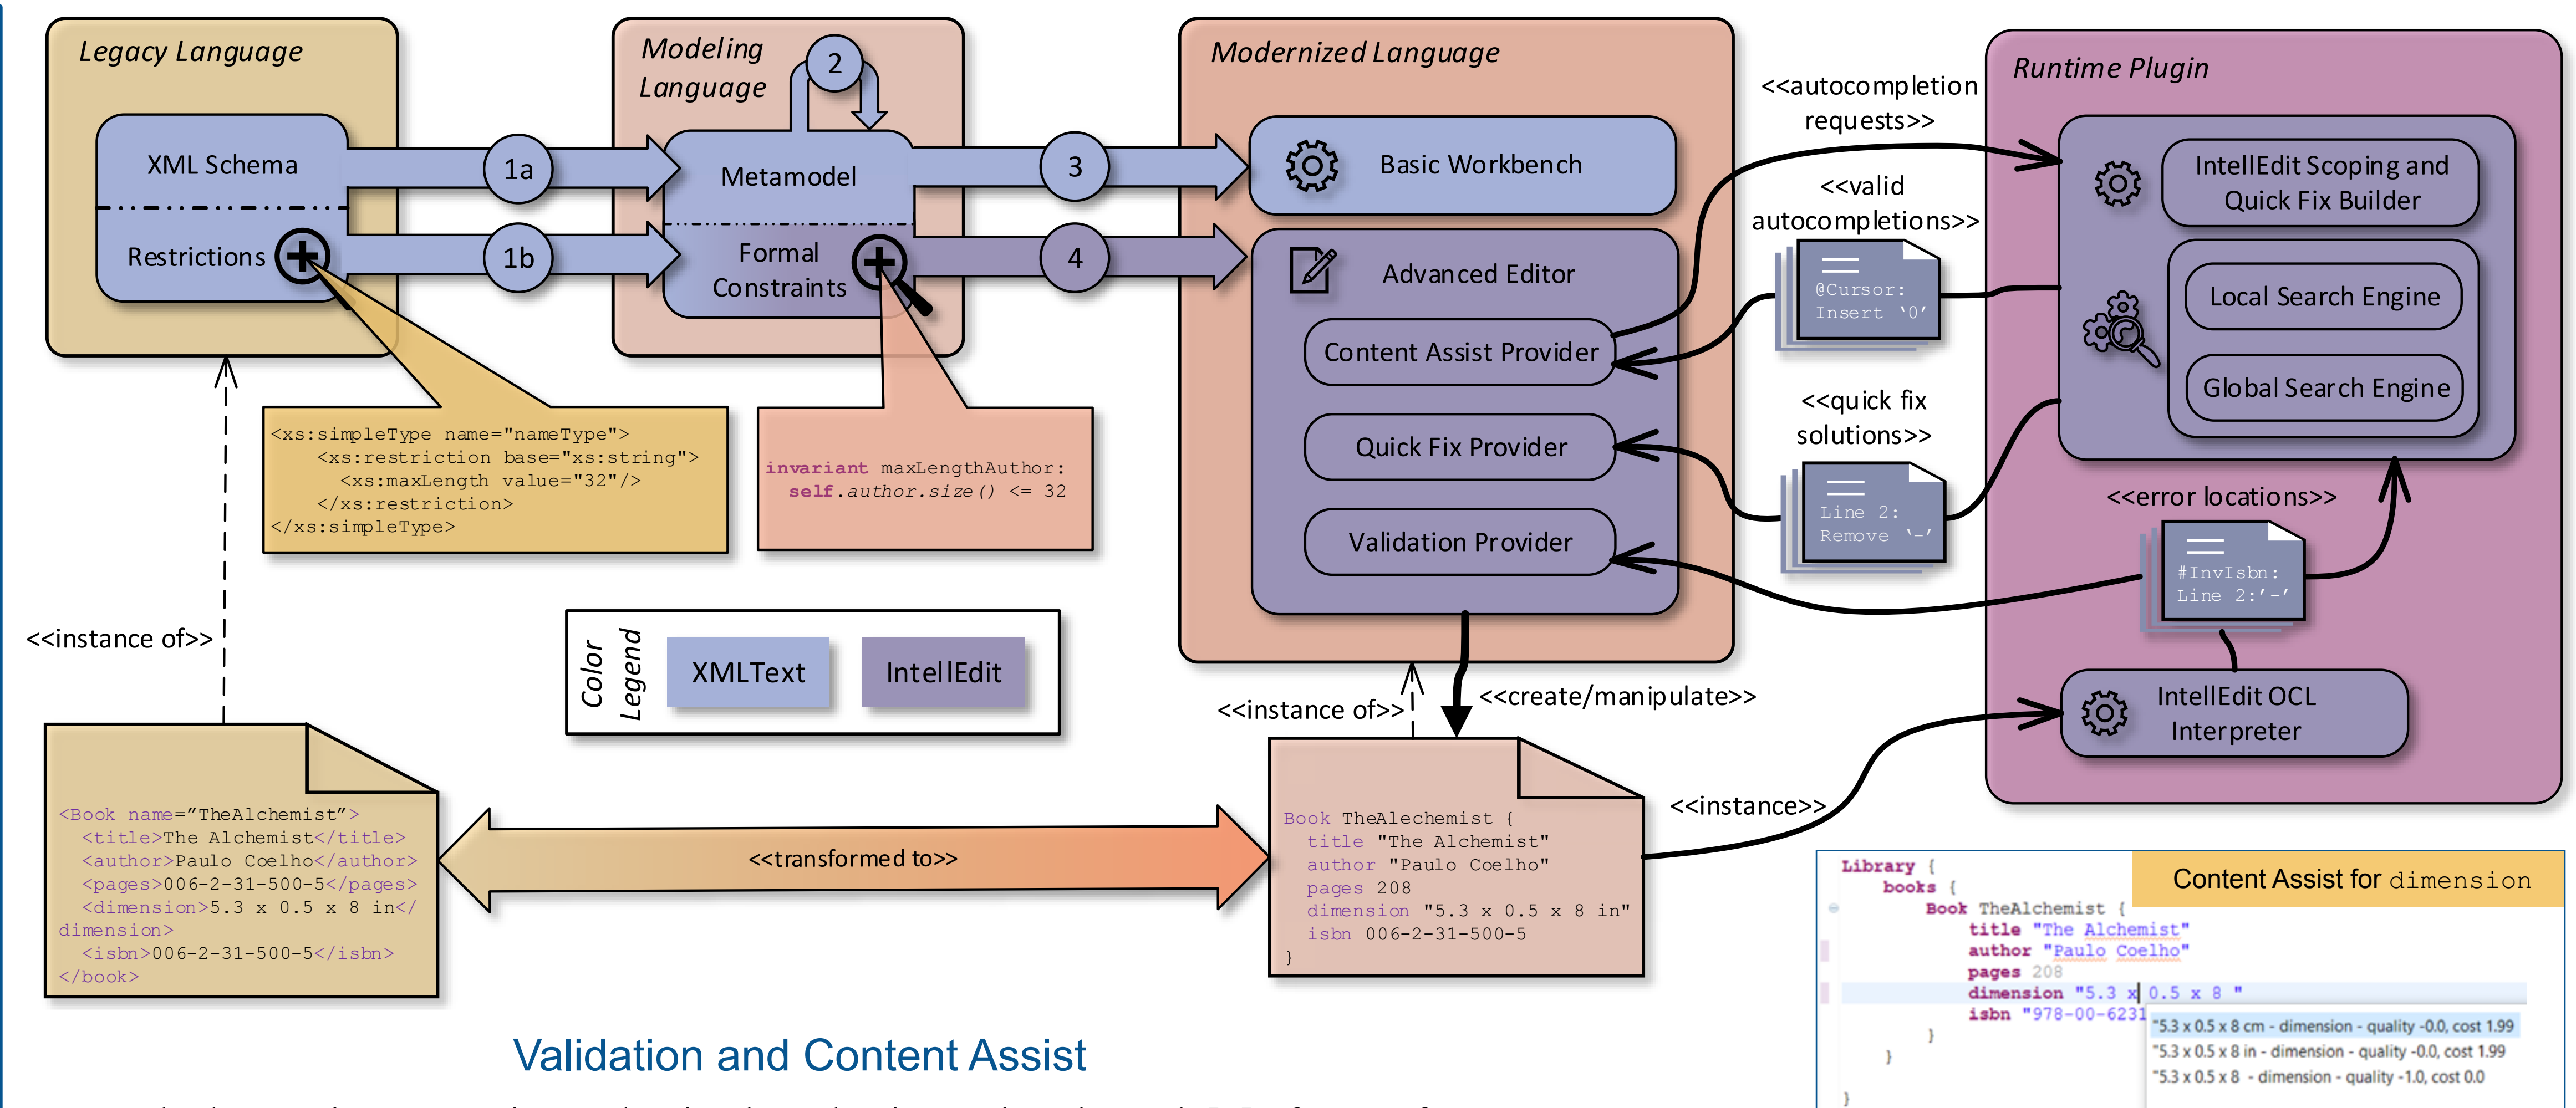 Legacy Language
XML Schema
Restrictions
1a
1b
Modeling
Language
2
Metamodel
Formal
Constraints
3
4
Modernized Language
Basic Workbench
Advanced Editor
Content Assist Provider
Quick Fix Provider
Validation Provider
<<autocompletion
requests>>
<<valid
autocompletions>>
@Cursor:
Insert ‘0’
<<quick fix
solutions>>
Line 2:
Remove ‘-’
Runtime Plugin
IntellEdit Scoping and
Quick Fix Builder
Local Search Engine
Global Search Engine
<<error locations>>
#InvIsbn:
Line 2:’-’
IntellEdit OCL
Interpreter
<xs:simpleType name="nameType">
<xs:restriction base="xs:string">
<xs:maxLength value="32"/>
</xs:restriction>
</xs:simpleType>
invariant maxLengthAuthor:
self.author.size() <= 32
<<instance of>>
Color
Legend
XMLText
IntellEdit
<<instance of>>
<<create/manipulate>>
<<instance>>
<Book name=”TheAlchemist”>
<title>The Alchemist</title>
<author>Paulo Coelho</author>
<pages>006-2-31-500-5</pages>
<dimension>5.3 x 0.5 x 8 in</
dimension>
<isbn>006-2-31-500-5</isbn>
</book>
<<transformed to>>
Book TheAlechemist {
title "The Alchemist"
author "Paulo Coelho"
pages 208
dimension "5.3 x 0.5 x 8 in"
isbn 006-2-31-500-5
}
Content Assist for dimension
Library {
books {
Book TheAlchemist {
title "The Alchemist"
author "Paulo Coelho"
pages 208
dimension "5.3 x 0.5 x 8 "
isbn "978-00-6231
}
}
}
"5.3 x 0.5 x 8 cm - dimension - quality -0.0, cost 1.99
"5.3 x 0.5 x 8 in - dimension - quality -0.0, cost 1.99
"5.3 x 0.5 x 8 - dimension - quality -1.0, cost 0.0
Validation and Content Assist